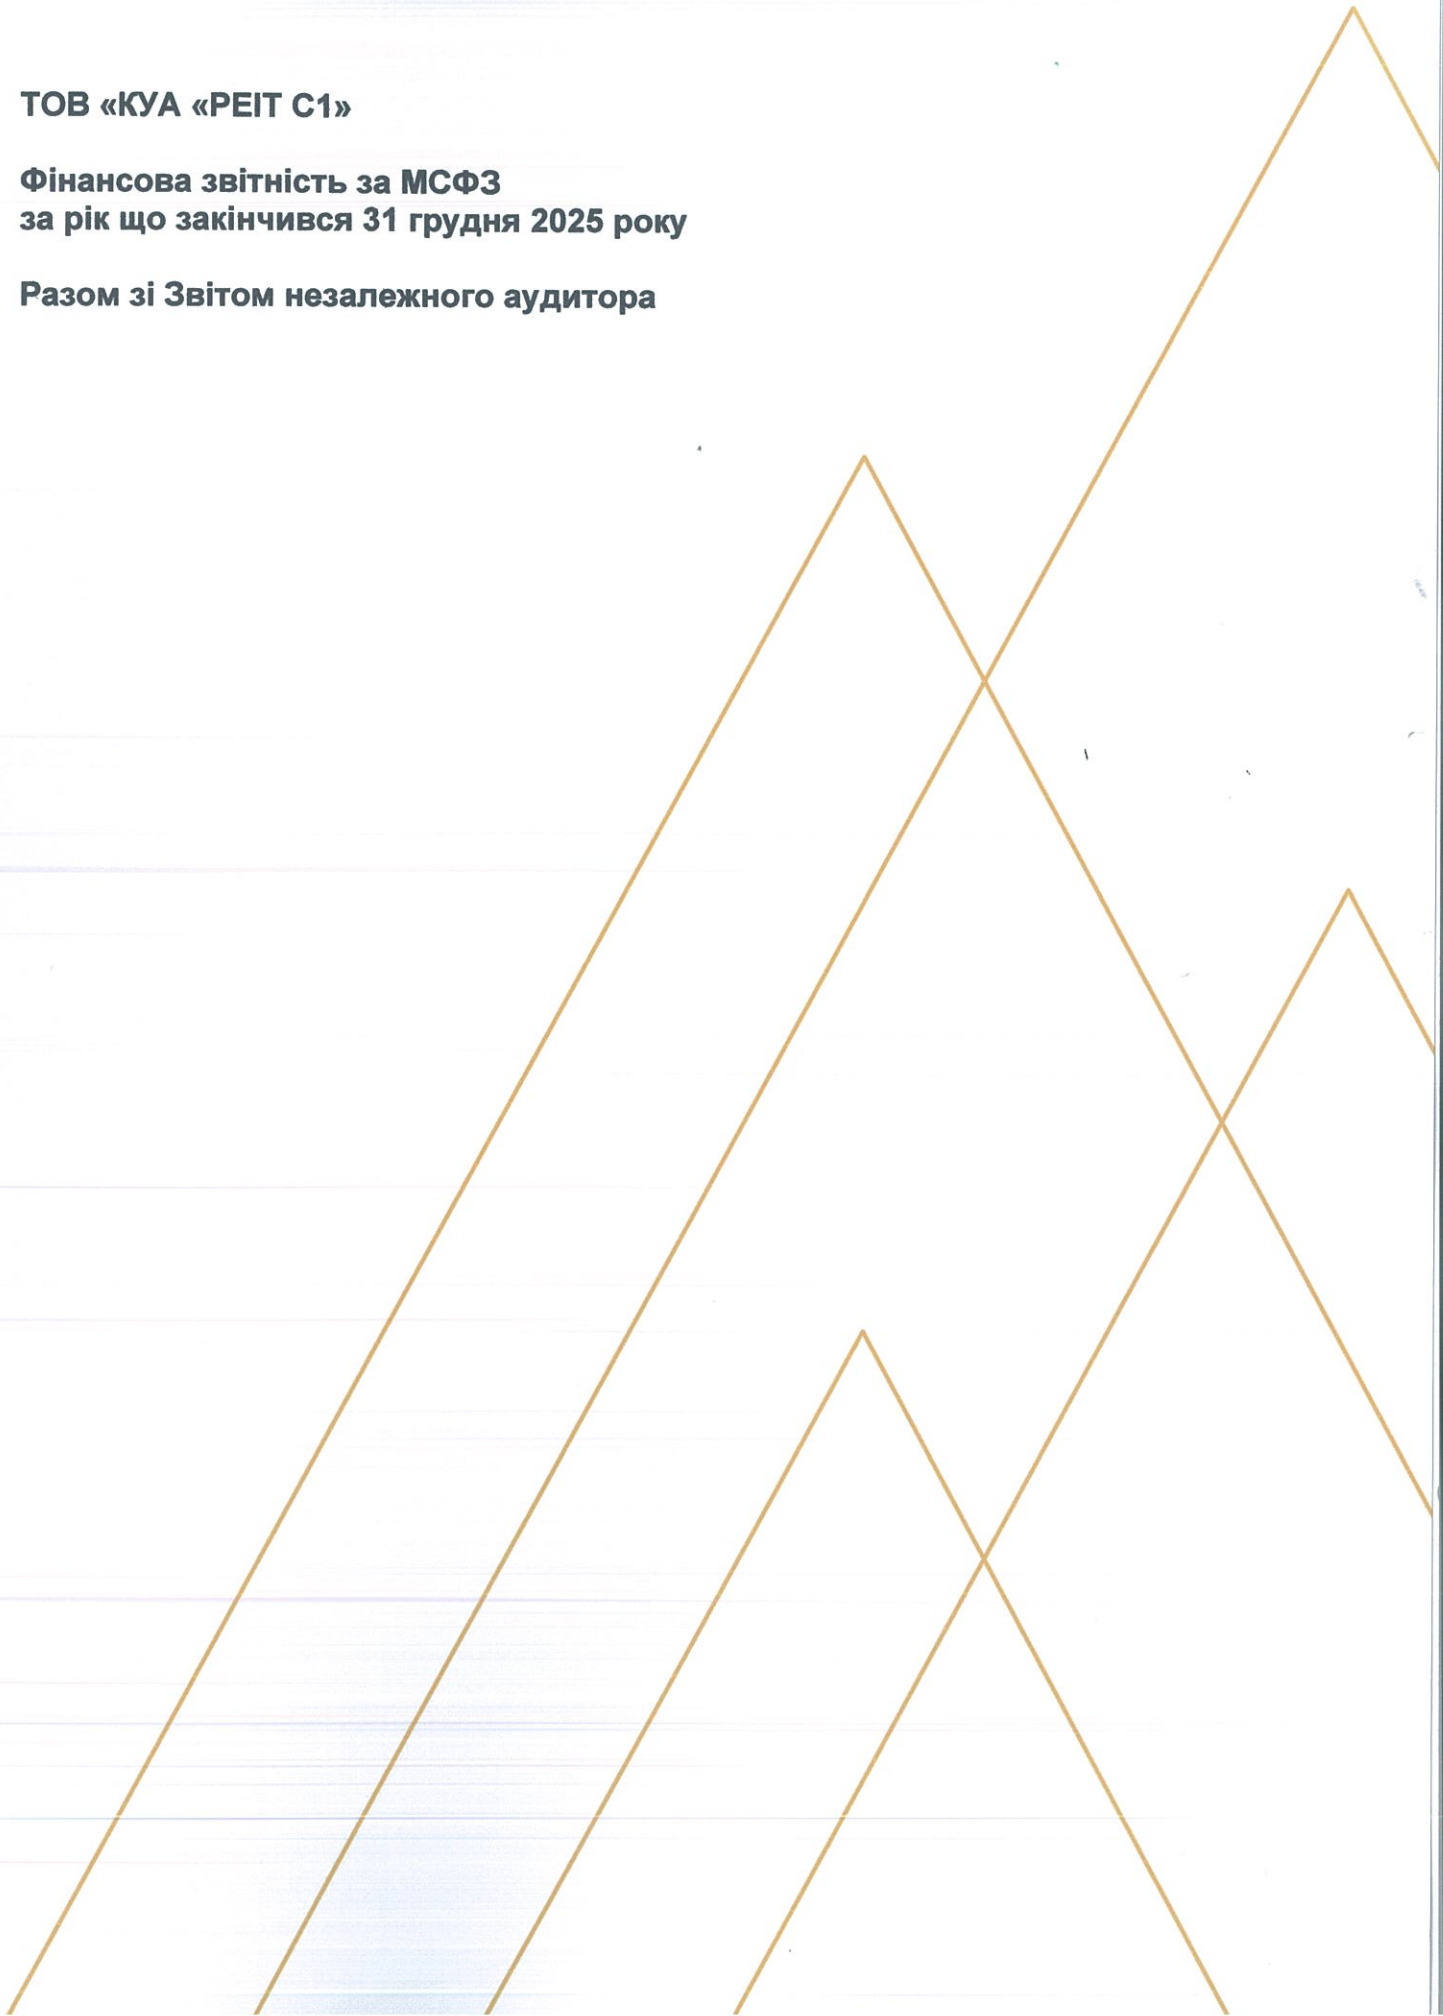 ТОВ «КУА «РЕІТ С1»
Фінансова звітність за МСФЗ
за рік що закінчився 31 грудня 2025 року
Разом зі Звітом незалежного аудитора